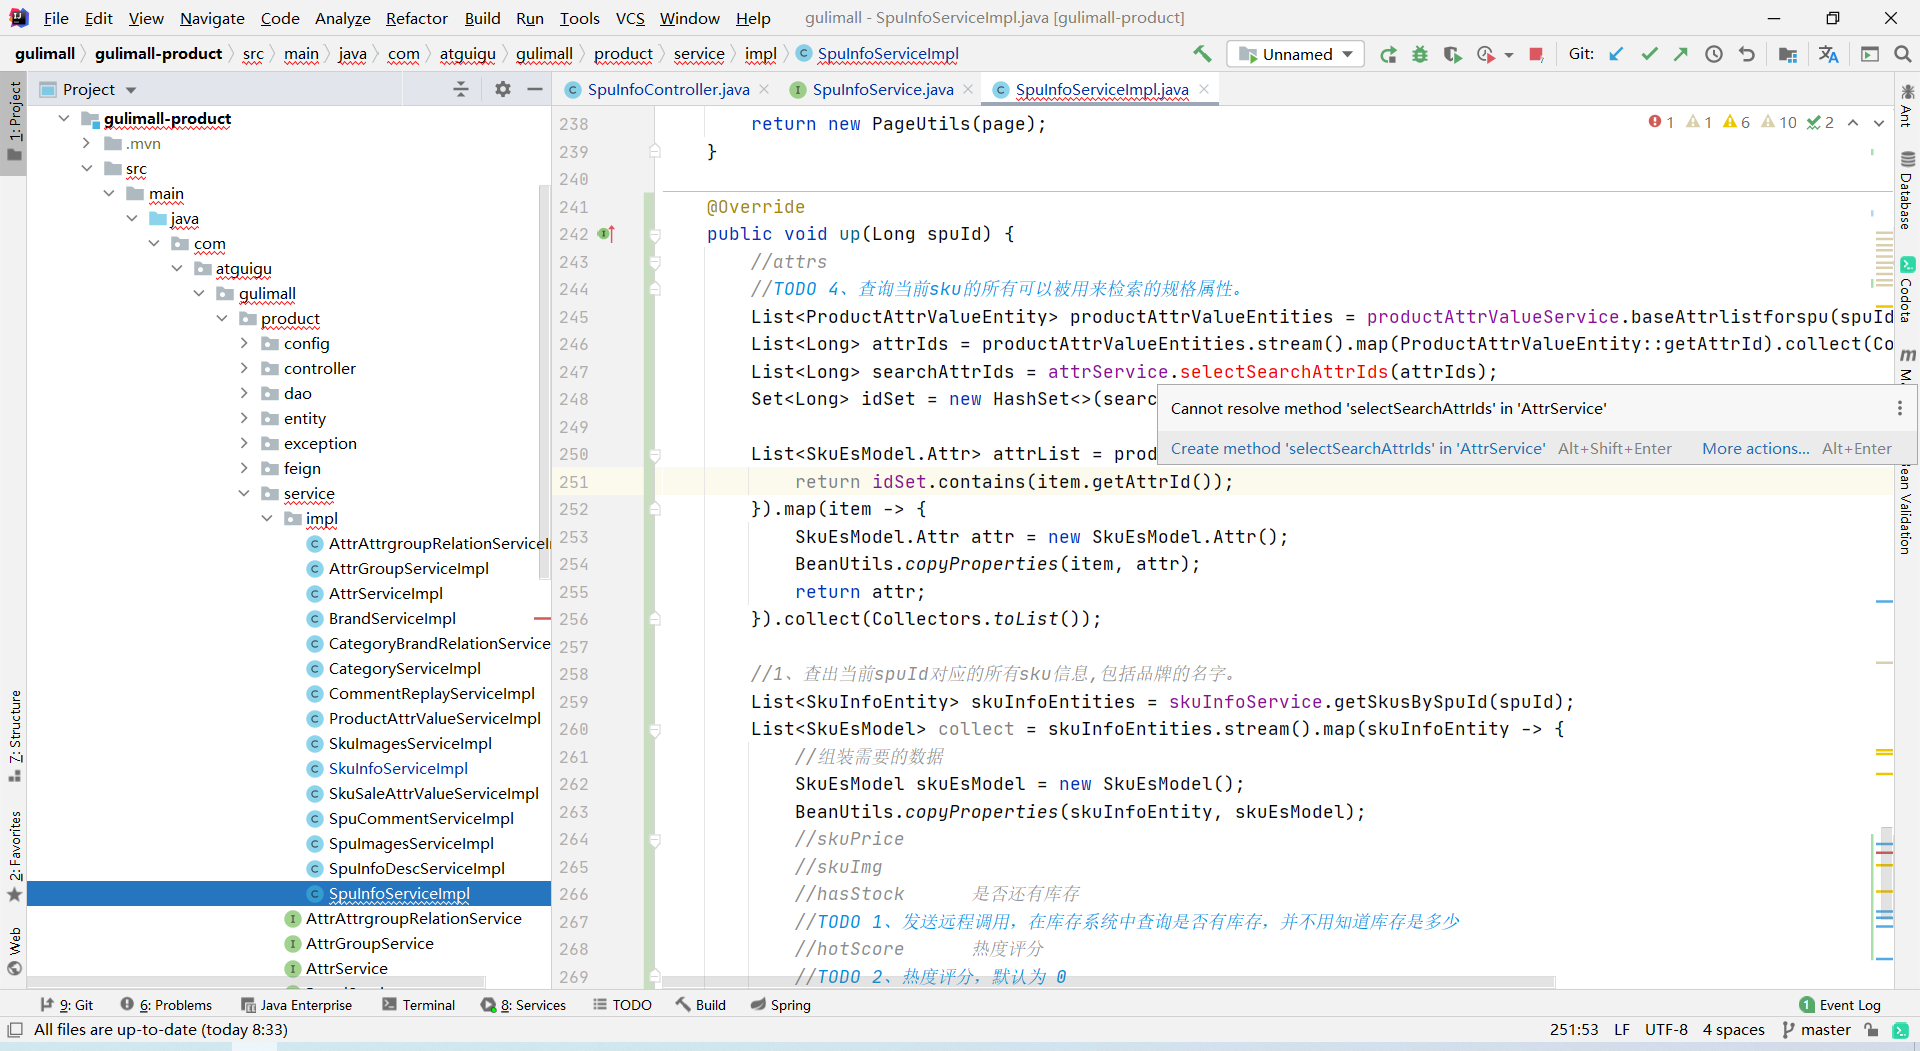 File Edit View Navigate Code Analyze Refactor Build Run Tools VCS Window Help gulimall - SpuInfoServiceImpl.java [gulimall-product]
gulimall gulimall-product src main java com atguigu gulimall product service impl SpuInfoServiceImpl Unnamed Git:
Project
SpuInfoController.java SpuInfoService.java SpuInfoServiceImpl.java
1: Project
7: Structure
2: Favorites
Web
gulimall-product
.mvn
src
main
java
com
atguigu
gulimall
product
config
controller
dao
entity
exception
feign
service
impl
AttrAttrgroupRelationServiceI
AttrGroupServiceImpl
AttrServiceImpl
BrandServiceImpl
CategoryBrandRelationService
CategoryServiceImpl
CommentReplayServiceImpl
ProductAttrValueServiceImpl
SkuImagesServiceImpl
SkuInfoServiceImpl
SkuSaleAttrValueServiceImpl
SpuCommentServiceImpl
SpuImagesServiceImpl
SpuInfoDescServiceImpl
SpuInfoServiceImpl
AttrAttrgroupRelationService
AttrGroupService
AttrService
1 1 6 10 2
238 return new PageUtils(page);
239 }
240
241 @Override
242 public void up(Long spuId) {
243 //attrs
244 //TODO 4、查询当前sku的所有可以被用来检索的规格属性。
245 List<ProductAttrValueEntity> productAttrValueEntities = productAttrValueService.baseAttrlistforspu(spuId
246 List<Long> attrIds = productAttrValueEntities.stream().map(ProductAttrValueEntity::getAttrId).collect(Co
247 List<Long> searchAttrIds = attrService.selectSearchAttrIds(attrIds);
248 Set<Long> idSet = new HashSet<>(searc
249
250 List<SkuEsModel.Attr> attrList = prod
251 return idSet.contains(item.getAttrId());
252 }).map(item -> {
253 SkuEsModel.Attr attr = new SkuEsModel.Attr();
254 BeanUtils.copyProperties(item, attr);
255 return attr;
256 }).collect(Collectors.toList());
257
258 //1、查出当前spuId对应的所有sku信息,包括品牌的名字。
259 List<SkuInfoEntity> skuInfoEntities = skuInfoService.getSkusBySpuId(spuId);
260 List<SkuEsModel> collect = skuInfoEntities.stream().map(skuInfoEntity -> {
261 //组装需要的数据
262 SkuEsModel skuEsModel = new SkuEsModel();
263 BeanUtils.copyProperties(skuInfoEntity, skuEsModel);
264 //skuPrice
265 //skuImg
266 //hasStock 是否还有库存
267 //TODO 1、发送远程调用，在库存系统中查询是否有库存，并不用知道库存是多少
268 //hotScore 热度评分
269 //TODO 2、热度评分，默认为 0
Cannot resolve method 'selectSearchAttrIds' in 'AttrService'
Create method 'selectSearchAttrIds' in 'AttrService' Alt+Shift+Enter More actions... Alt+Enter
Ant
Database
Codota
ean Validation
9: Git 6: Problems Java Enterprise Terminal 8: Services TODO Build Spring 1 Event Log
All files are up-to-date (today 8:33) 251:53 LF UTF-8 4 spaces master